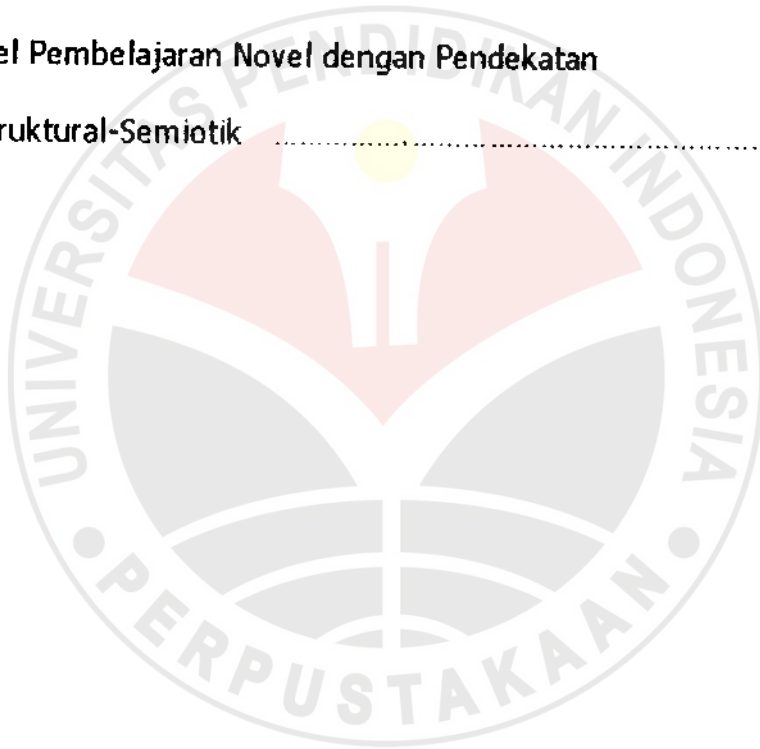 el Pembelajaran Novel dengan Pendekatan
ruktural-Semiotik ................................................
UNIVERSITAS PENDIDIKAN INDONESIA
PERPUSTAKAAN